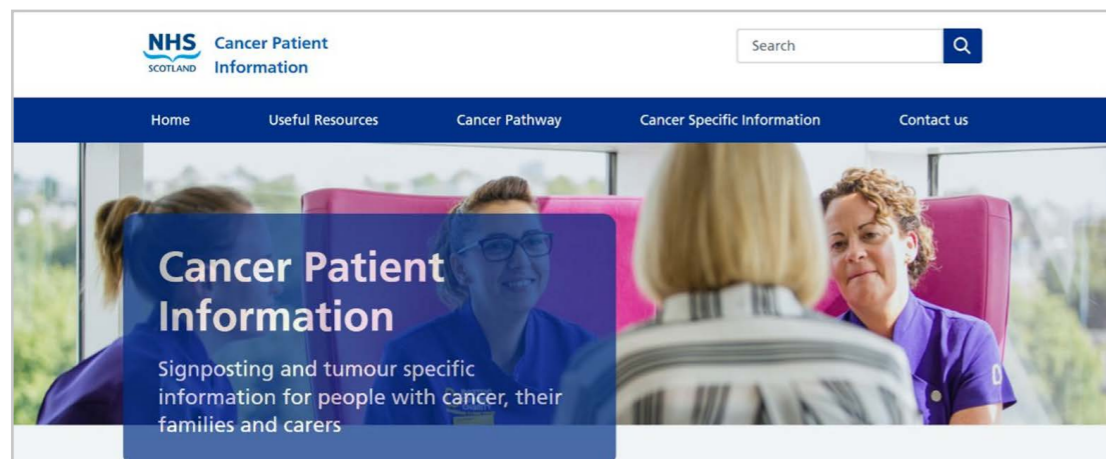 NHS
SCOTLAND
Cancer Patient
Information
Search
Home Useful Resources Cancer Pathway Cancer Specific Information Contact us
Cancer Patient
Information
Signposting and tumour specific
information for people with cancer, their
families and carers